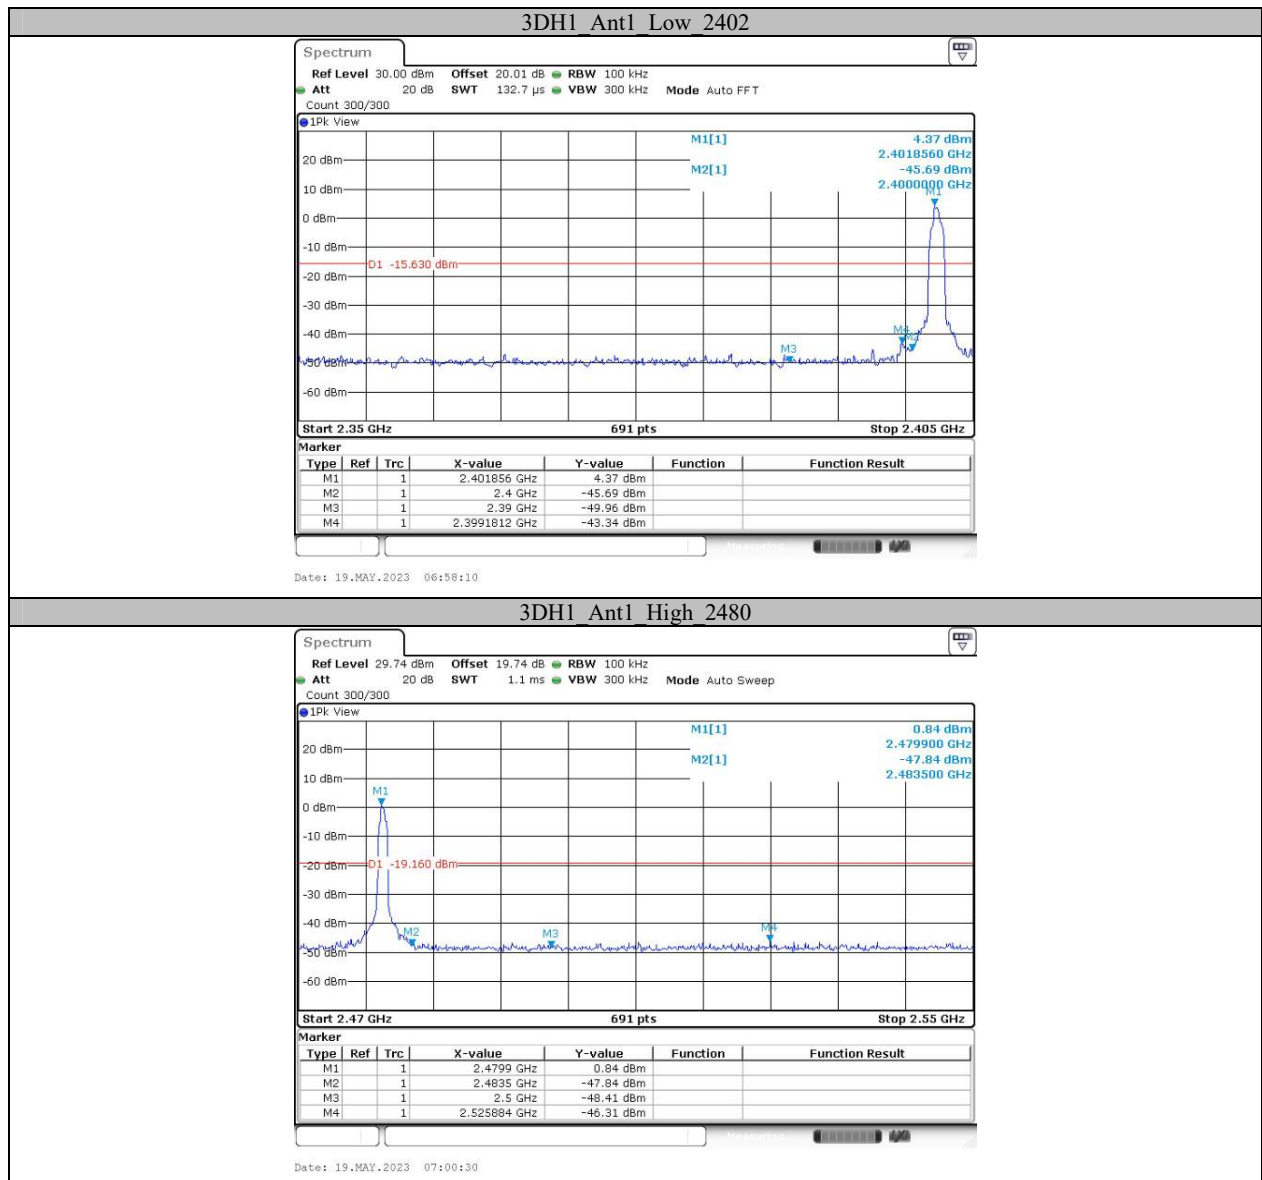 3DH1_Ant1_Low_2402
Spectrum
Ref Level 30.00 dBm Offset 20.01 dB RBW 100 kHz
Att 20 dB SWT 132.7 µs VBW 300 kHz Mode Auto FFT
Count 300/300
1Pk View
M1[1] 4.37 dBm
2.4018560 GHz
M2[1] -45.69 dBm
2.4000000 GHz
M1
20 dBm
10 dBm
0 dBm
-10 dBm
D1 -15.630 dBm
-20 dBm
-30 dBm
-40 dBm
M4
M2
M3
-50 dBm
-60 dBm
Start 2.35 GHz 691 pts Stop 2.405 GHz
Marker
Type Ref Trc X-value Y-value Function Function Result
M1 1 2.401856 GHz 4.37 dBm
M2 1 2.4 GHz -45.69 dBm
M3 1 2.39 GHz -49.96 dBm
M4 1 2.3991812 GHz -43.34 dBm
Measuring...
Date: 19.MAY.2023 06:58:10
3DH1_Ant1_High_2480
Spectrum
Ref Level 29.74 dBm Offset 19.74 dB RBW 100 kHz
Att 20 dB SWT 1.1 ms VBW 300 kHz Mode Auto Sweep
Count 300/300
1Pk View
M1[1] 0.84 dBm
2.479900 GHz
M2[1] -47.84 dBm
2.483500 GHz
20 dBm
10 dBm
M1
0 dBm
-10 dBm
-20 dBm
D1 -19.160 dBm
-30 dBm
-40 dBm
M2
M3
M4
-50 dBm
-60 dBm
Start 2.47 GHz 691 pts Stop 2.55 GHz
Marker
Type Ref Trc X-value Y-value Function Function Result
M1 1 2.4799 GHz 0.84 dBm
M2 1 2.4835 GHz -47.84 dBm
M3 1 2.5 GHz -48.41 dBm
M4 1 2.525884 GHz -46.31 dBm
Measuring...
Date: 19.MAY.2023 07:00:30